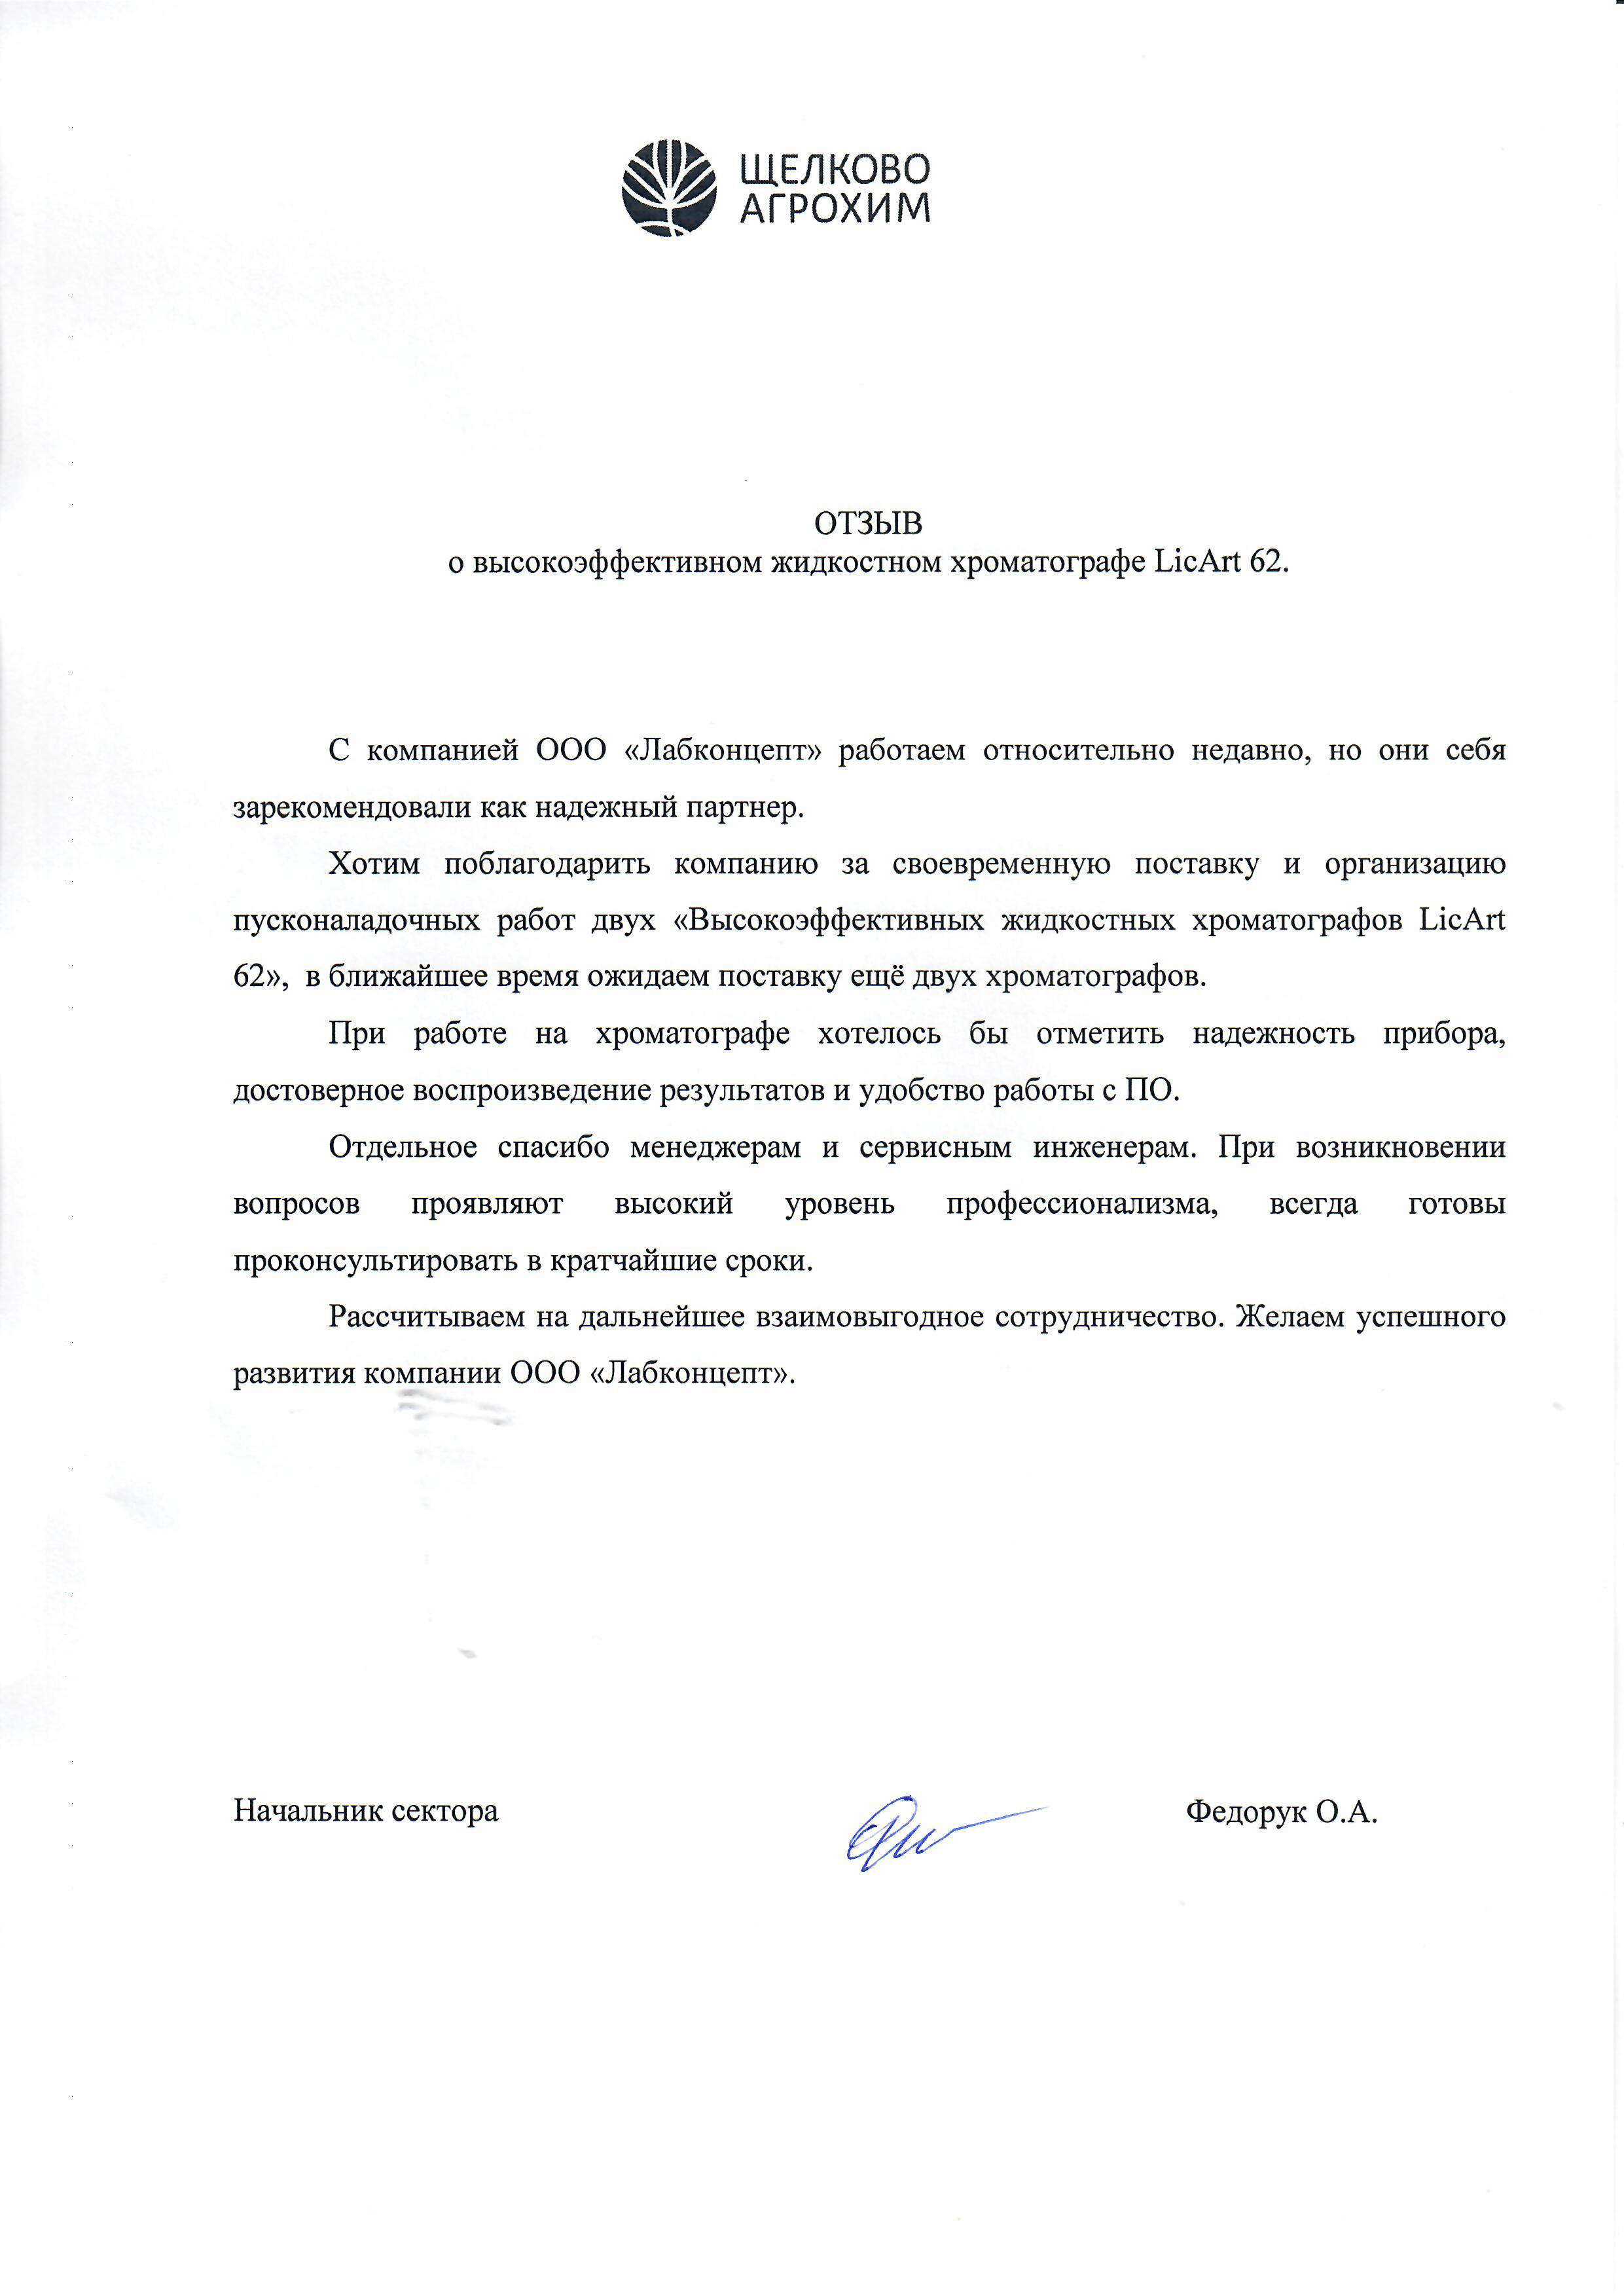 ЩЕЛКОВО
АГРОХИМ
ОТЗЫВ
о высокоэффективном жидкостном хроматографе LicArt 62.
С компанией ООО «Лабконцепт» работаем относительно недавно, но они себя
зарекомендовали как надежный партнер.
Хотим поблагодарить компанию за своевременную поставку и организацию
пусконаладочных работ двух «Высокоэффективных жидкостных хроматографов LicArt
62», в ближайшее время ожидаем поставку ещё двух хроматографов.
При работе на хроматографе хотелось бы отметить надежность прибора,
достоверное воспроизведение результатов и удобство работы с ПО.
Отдельное спасибо менеджерам и сервисным инженерам. При возникновении
вопросов проявляют высокий уровень профессионализма, всегда готовы
проконсультировать в кратчайшие сроки.
Рассчитываем на дальнейшее взаимовыгодное сотрудничество. Желаем успешного
развития компании ООО «Лабконцепт».
Начальник сектора Федорук О.А.